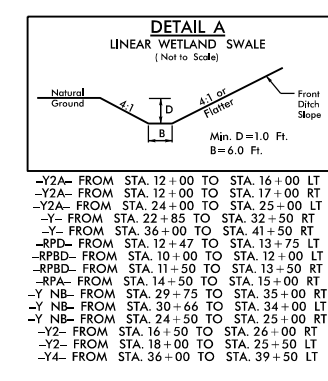 DETAIL A
LINEAR WETLAND SWALE
( Not to Scale)
Natural
Ground
4:1
D
4:1 or
Flatter
Front
Ditch
Slope
B
Min. D=1.0 Ft.
B=6.0 Ft.
-Y2A- FROM STA. 12+00 TO STA. 16+00 LT
-Y2A- FROM STA. 12+00 TO STA. 17+00 RT
-Y2A- FROM STA. 24+00 TO STA. 25+00 LT
-Y- FROM STA. 22+85 TO STA. 32+50 RT
-Y- FROM STA. 36+00 TO STA. 41+50 RT
-RPD- FROM STA. 12+47 TO STA. 13+75 LT
-RPBD- FROM STA. 10+00 TO STA. 12+00 LT
-RPBD- FROM STA. 11+50 TO STA. 13+50 RT
-RPA- FROM STA. 14+50 TO STA. 15+00 RT
-Y NB- FROM STA. 29+75 TO STA. 35+00 RT
-Y NB- FROM STA. 30+66 TO STA. 34+00 LT
-Y NB- FROM STA. 24+50 TO STA. 25+00 RT
-Y2- FROM STA. 16+50 TO STA. 26+00 RT
-Y2- FROM STA. 18+00 TO STA. 25+50 LT
-Y4- FROM STA. 36+00 TO STA. 39+50 LT